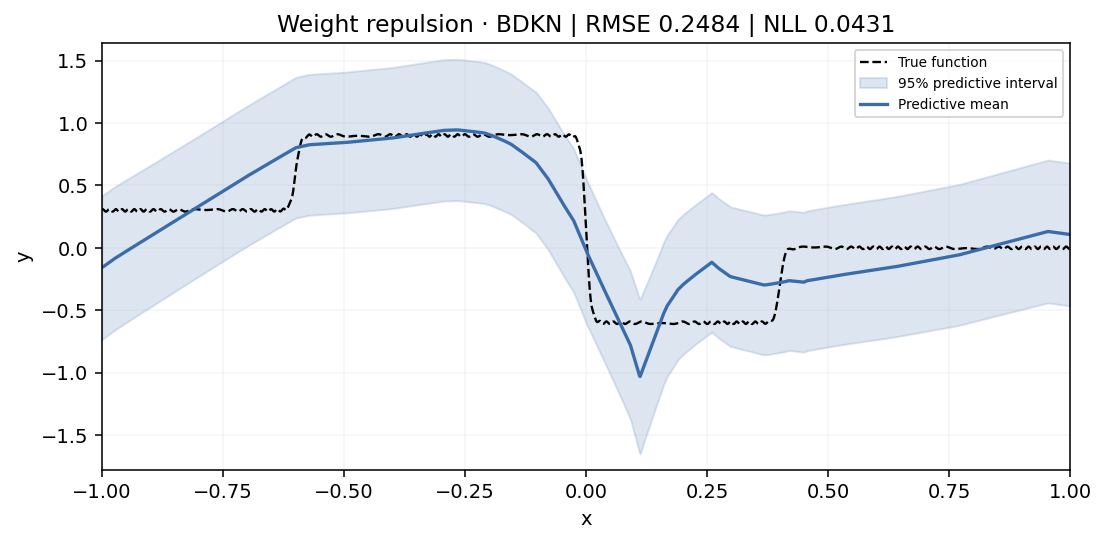 Weight repulsion · BDKN | RMSE 0.2484 | NLL 0.0431
True function
95% predictive interval
Predictive mean
1.5
1.0
0.5
0.0
−0.5
−1.0
−1.5
y
−1.00 −0.75 −0.50 −0.25 0.00 0.25 0.50 0.75 1.00
x